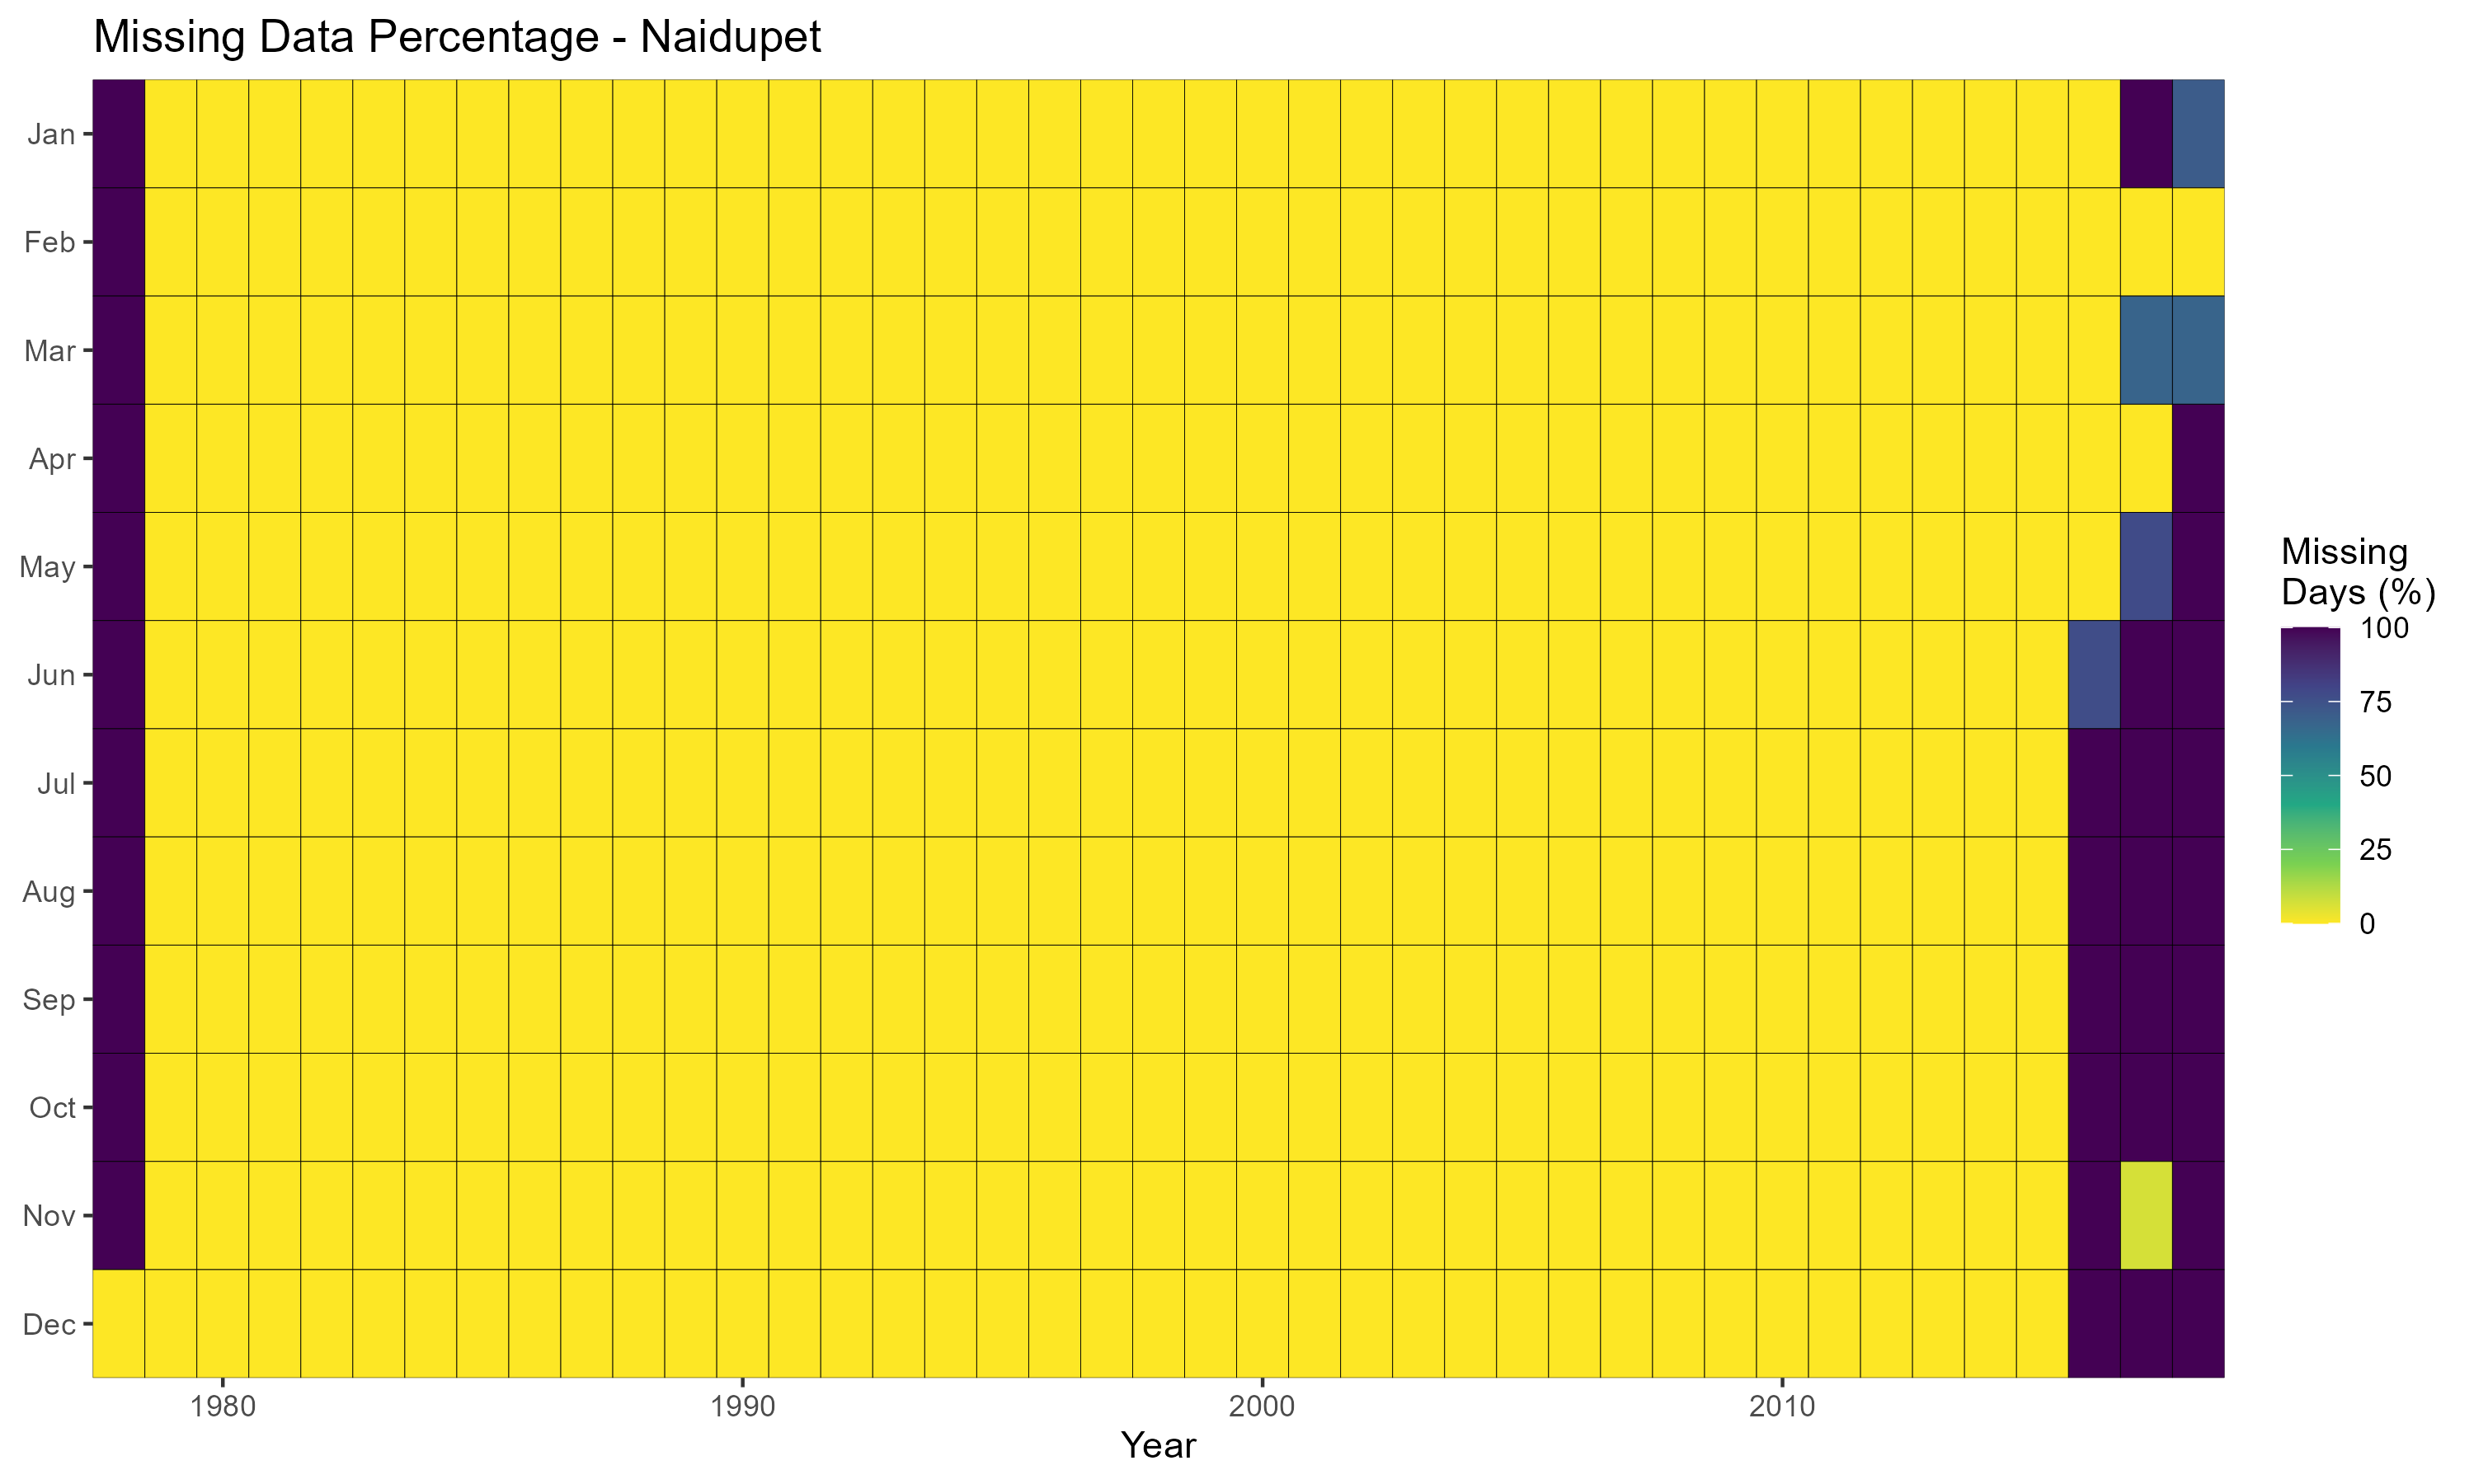 Missing Data Percentage - Naidupet
Jan
Feb
Mar
Apr
May
Jun
Jul
Aug
Sep
Oct
Nov
Dec
1980 1990 2000 2010
Year
Missing
Days (%)
100
75
50
25
0